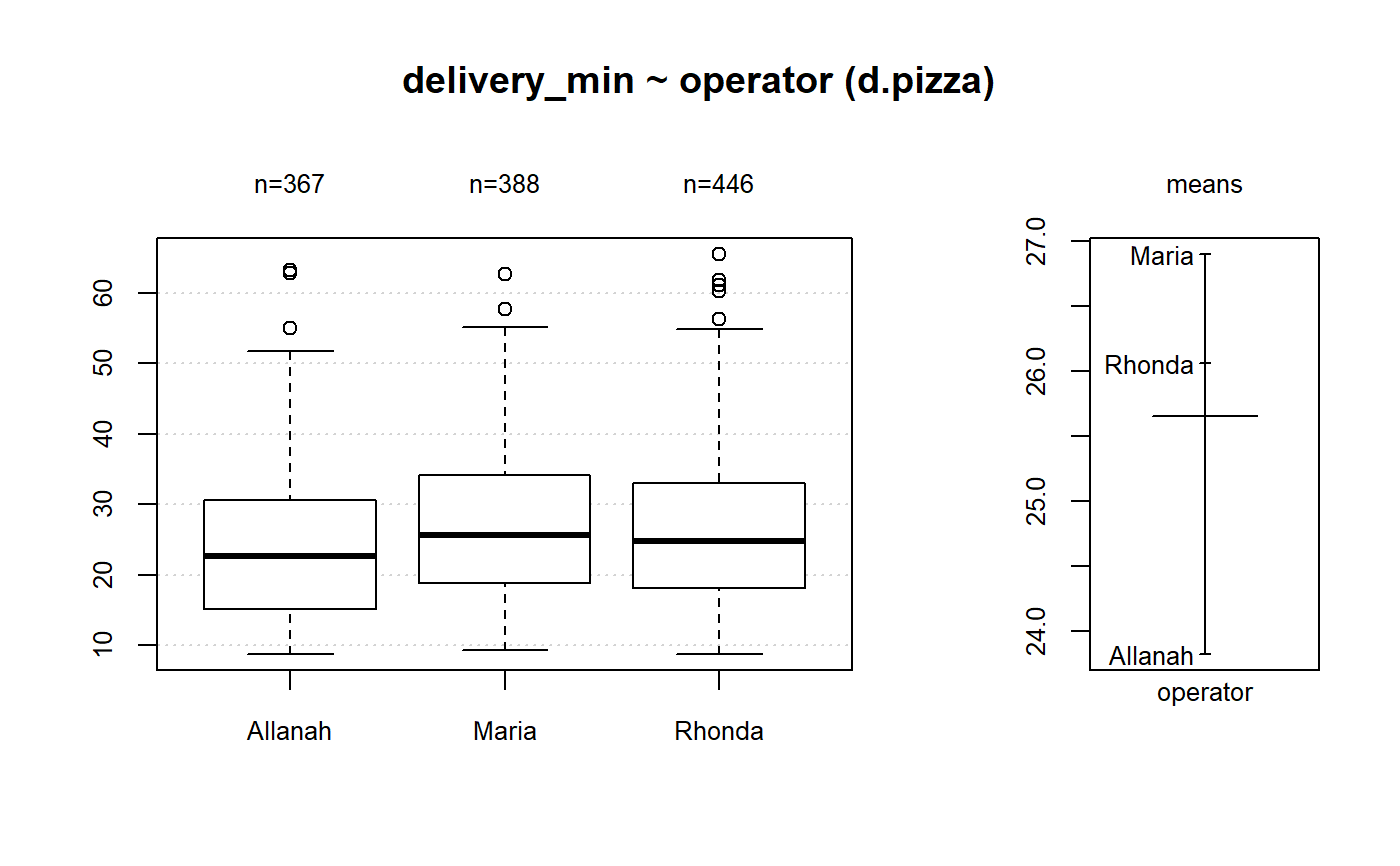 delivery_min ~ operator (d.pizza)
n=367 n=388 n=446
means
60
50
40
30
20
10
Allanah Maria Rhonda
27.0
26.0
25.0
24.0
Maria
Rhonda
Allanah
operator